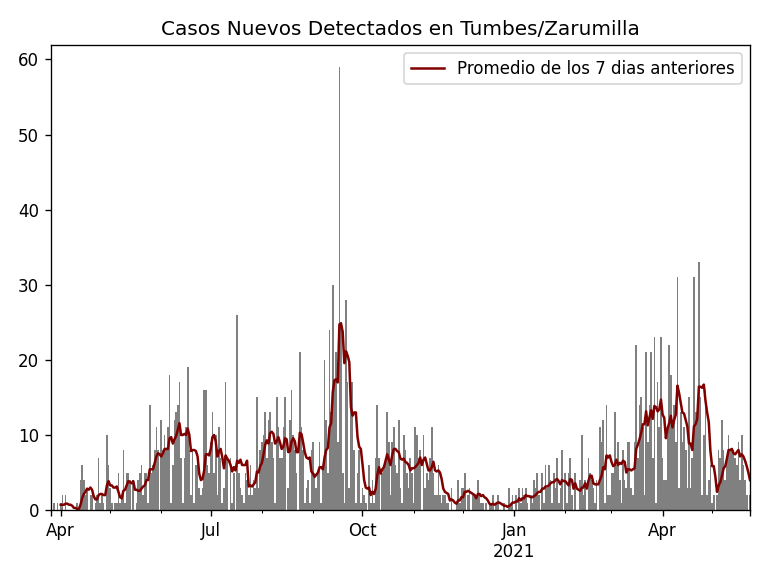 Casos Nuevos Detectados en Tumbes/Zarumilla
Promedio de los 7 dias anteriores
60
50
40
30
20
10
0
Apr
Jul
Oct
Jan
2021
Apr